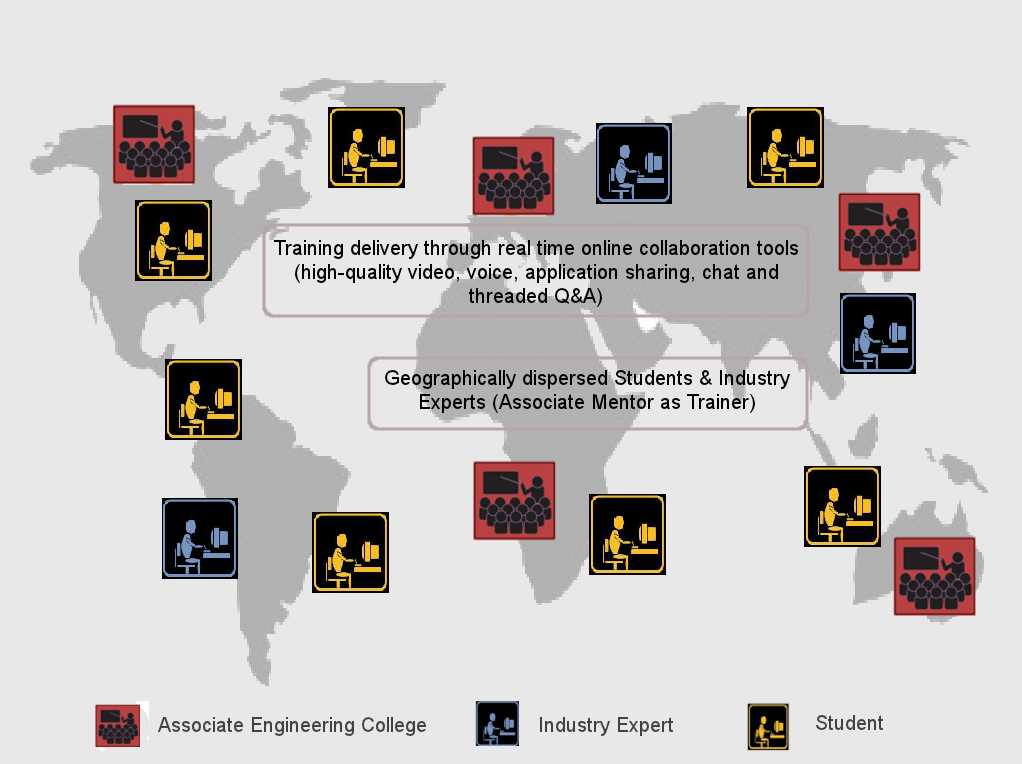 Training delivery through real time online collaboration tools
(high-quality video, voice, application sharing, chat and
threaded Q&A)
Geographically dispersed Students & Industry
Experts (Associate Mentor as Trainer)
Associate Engineering College
Industry Expert
Student